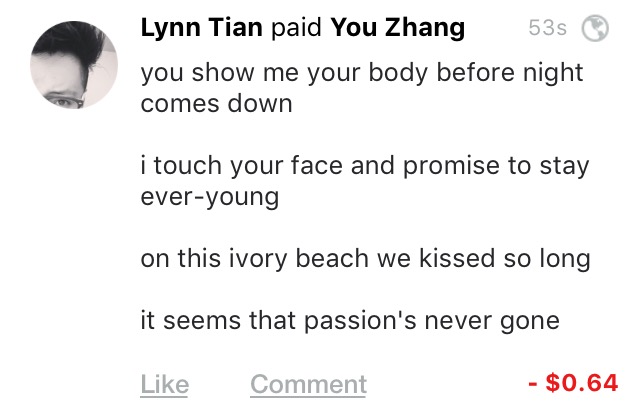 Lynn Tian paid You Zhang 53s
you show me your body before night
comes down
i touch your face and promise to stay
ever-young
on this ivory beach we kissed so long
it seems that passion's never gone
Like Comment - $0.64